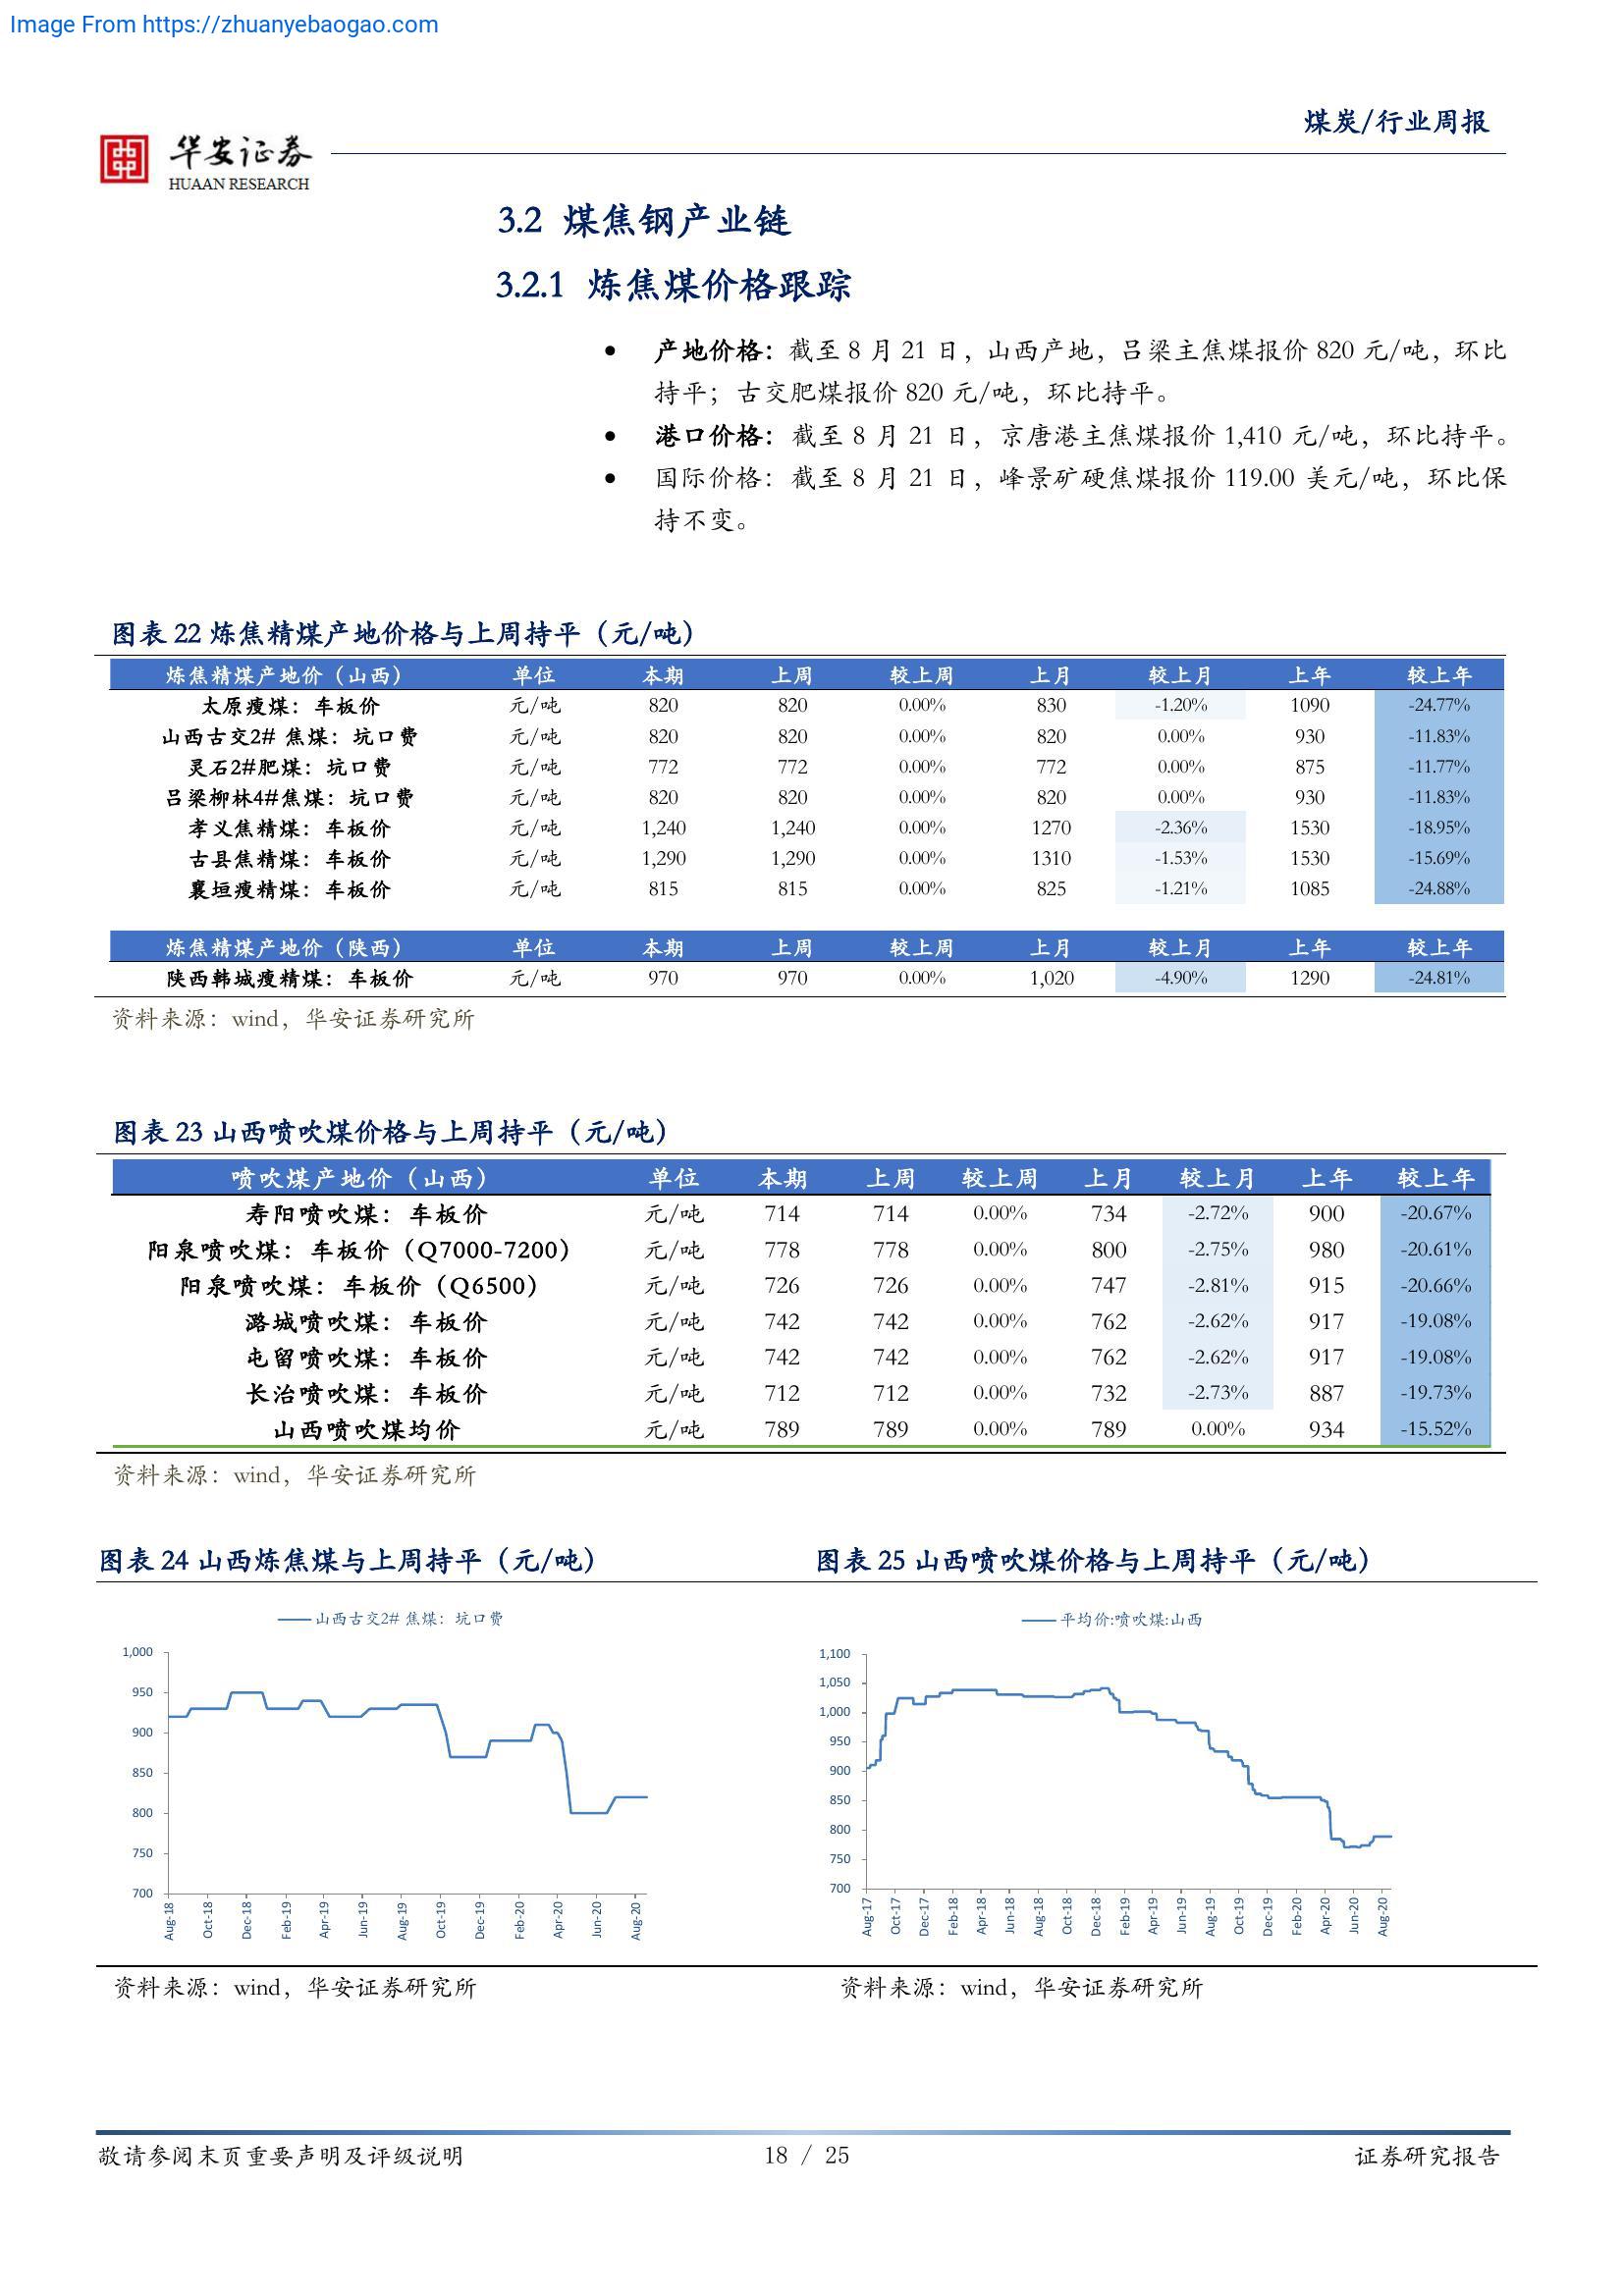 Image From https://zhuanyebaogao.com
煤炭/行业周报
华安证券
HUAAN RESEARCH
3.2 煤焦钢产业链
3.2.1 炼焦煤价格跟踪
• 产地价格：截至 8 月 21 日，山西产地，吕梁主焦煤报价 820 元/吨，环比
持平；古交肥煤报价 820 元/吨，环比持平。
• 港口价格：截至 8 月 21 日，京唐港主焦煤报价 1,410 元/吨，环比持平。
• 国际价格：截至 8 月 21 日，峰景矿硬焦煤报价 119.00 美元/吨，环比保
持不变。
图表 22 炼焦精煤产地价格与上周持平（元/吨）
炼焦精煤产地价（山西） 单位 本期 上周 较上周 上月 较上月 上年 较上年
太原瘦煤：车板价 元/吨 820 820 0.00% 830 -1.20% 1090 -24.77%
山西古交2# 焦煤：坑口费 元/吨 820 820 0.00% 820 0.00% 930 -11.83%
灵石2#肥煤：坑口费 元/吨 772 772 0.00% 772 0.00% 875 -11.77%
吕梁柳林4#焦煤：坑口费 元/吨 820 820 0.00% 820 0.00% 930 -11.83%
孝义焦精煤：车板价 元/吨 1,240 1,240 0.00% 1270 -2.36% 1530 -18.95%
古县焦精煤：车板价 元/吨 1,290 1,290 0.00% 1310 -1.53% 1530 -15.69%
襄垣瘦精煤：车板价 元/吨 815 815 0.00% 825 -1.21% 1085 -24.88%
炼焦精煤产地价（陕西） 单位 本期 上周 较上周 上月 较上月 上年 较上年
陕西韩城瘦精煤：车板价 元/吨 970 970 0.00% 1,020 -4.90% 1290 -24.81%
资料来源：wind，华安证券研究所
图表 23 山西喷吹煤价格与上周持平（元/吨）
喷吹煤产地价（山西） 单位 本期 上周 较上周 上月 较上月 上年 较上年
寿阳喷吹煤：车板价 元/吨 714 714 0.00% 734 -2.72% 900 -20.67%
阳泉喷吹煤：车板价（Q7000-7200） 元/吨 778 778 0.00% 800 -2.75% 980 -20.61%
阳泉喷吹煤：车板价（Q6500） 元/吨 726 726 0.00% 747 -2.81% 915 -20.66%
潞城喷吹煤：车板价 元/吨 742 742 0.00% 762 -2.62% 917 -19.08%
屯留喷吹煤：车板价 元/吨 742 742 0.00% 762 -2.62% 917 -19.08%
长治喷吹煤：车板价 元/吨 712 712 0.00% 732 -2.73% 887 -19.73%
山西喷吹煤均价 元/吨 789 789 0.00% 789 0.00% 934 -15.52%
资料来源：wind，华安证券研究所
图表 24 山西炼焦煤与上周持平（元/吨）
山西古交2# 焦煤：坑口费
1,000
950
900
850
800
750
700
Aug-18 Oct-18 Dec-18 Feb-19 Apr-19 Jun-19 Aug-19 Oct-19 Dec-19 Feb-20 Apr-20 Jun-20 Aug-20
资料来源：wind，华安证券研究所
图表 25 山西喷吹煤价格与上周持平（元/吨）
平均价:喷吹煤:山西
1,100
1,050
1,000
950
900
850
800
750
700
Aug-17 Oct-17 Dec-17 Feb-18 Apr-18 Jun-18 Aug-18 Oct-18 Dec-18 Feb-19 Apr-19 Jun-19 Aug-19 Oct-19 Dec-19 Feb-20 Apr-20 Jun-20 Aug-20
资料来源：wind，华安证券研究所
敬请参阅末页重要声明及评级说明 18 / 25 证券研究报告